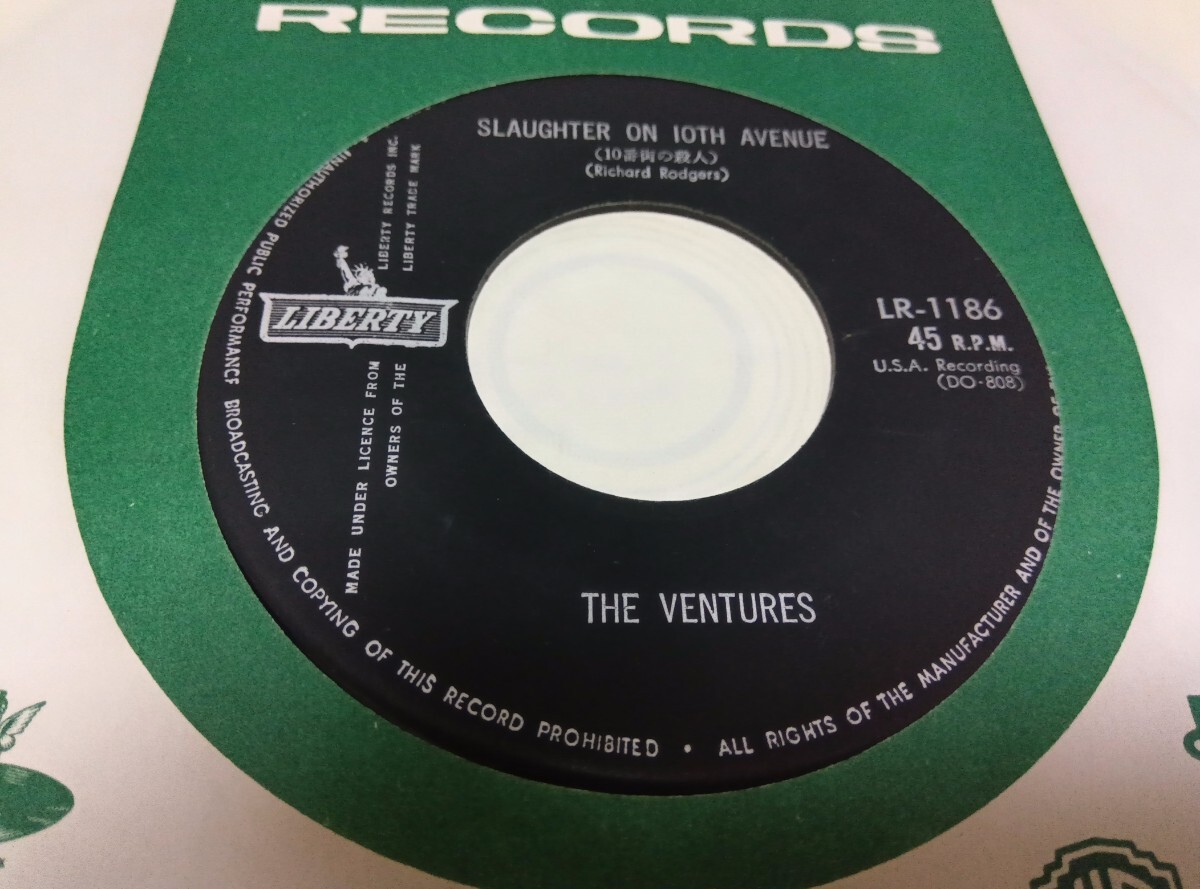 RECORDS
SLAUGHTER ON 10TH AVENUE
(10番街の殺人)
(Richard Rodgers)
LIBERTY RECORDS INC.
LIBERTY TRADE MARK
LIBERTY
MADE UNDER LICENCE FROM
OWNERS OF THE
LR-1186
45 R.P.M.
U.S.A. Recording
(DO-808)
THE VENTURES
UNAUTHORIZED PUBLIC PERFORMANCE BROADCASTING AND COPYING OF THIS RECORD PROHIBITED • ALL RIGHTS OF THE MANUFACTURER AND OF THE OWNER OF